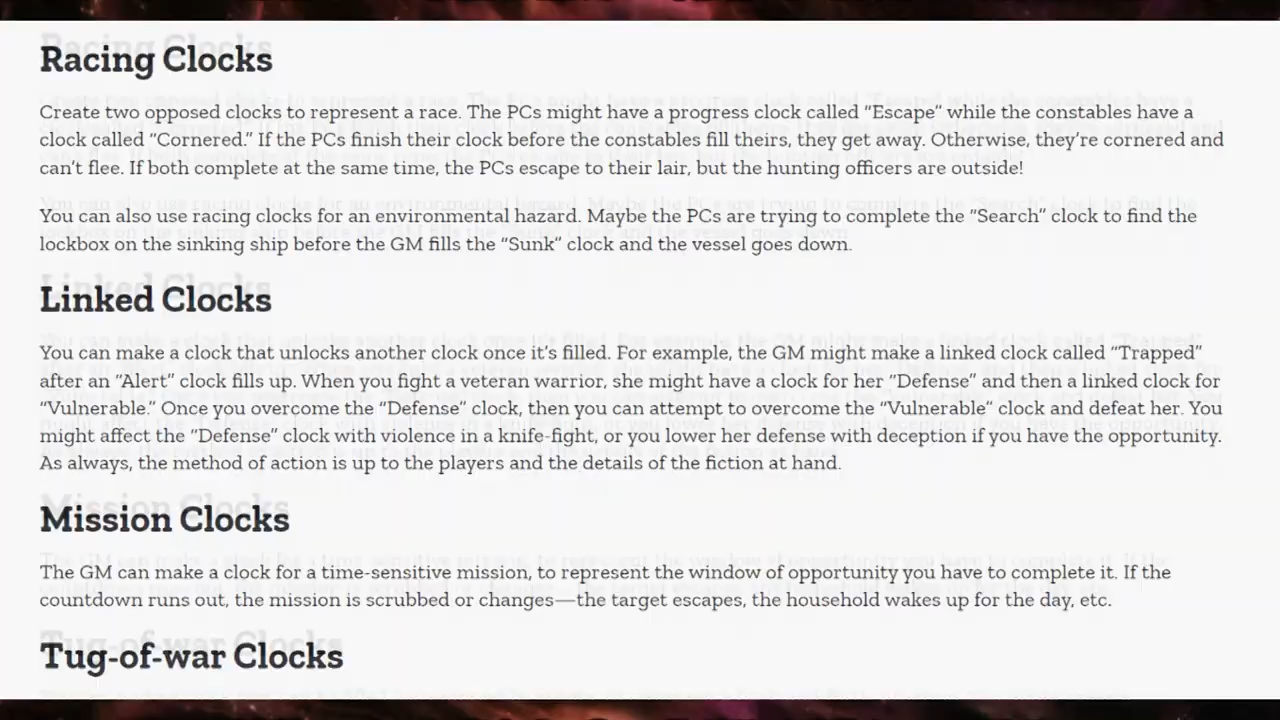 Racing Clocks
Create two opposed clocks to represent a race. The PCs might have a progress clock called “Escape” while the constables have a
clock called “Cornered.” If the PCs finish their clock before the constables fill theirs, they get away. Otherwise, they’re cornered and
can’t flee. If both complete at the same time, the PCs escape to their lair, but the hunting officers are outside!
You can also use racing clocks for an environmental hazard. Maybe the PCs are trying to complete the “Search” clock to find the
lockbox on the sinking ship before the GM fills the “Sunk” clock and the vessel goes down.
Linked Clocks
You can make a clock that unlocks another clock once it’s filled. For example, the GM might make a linked clock called “Trapped”
after an “Alert” clock fills up. When you fight a veteran warrior, she might have a clock for her “Defense” and then a linked clock for
“Vulnerable.” Once you overcome the “Defense” clock, then you can attempt to overcome the “Vulnerable” clock and defeat her. You
might affect the “Defense” clock with violence in a knife-fight, or you lower her defense with deception if you have the opportunity.
As always, the method of action is up to the players and the details of the fiction at hand.
Mission Clocks
The GM can make a clock for a time-sensitive mission, to represent the window of opportunity you have to complete it. If the
countdown runs out, the mission is scrubbed or changes—the target escapes, the household wakes up for the day, etc.
Tug-of-war Clocks